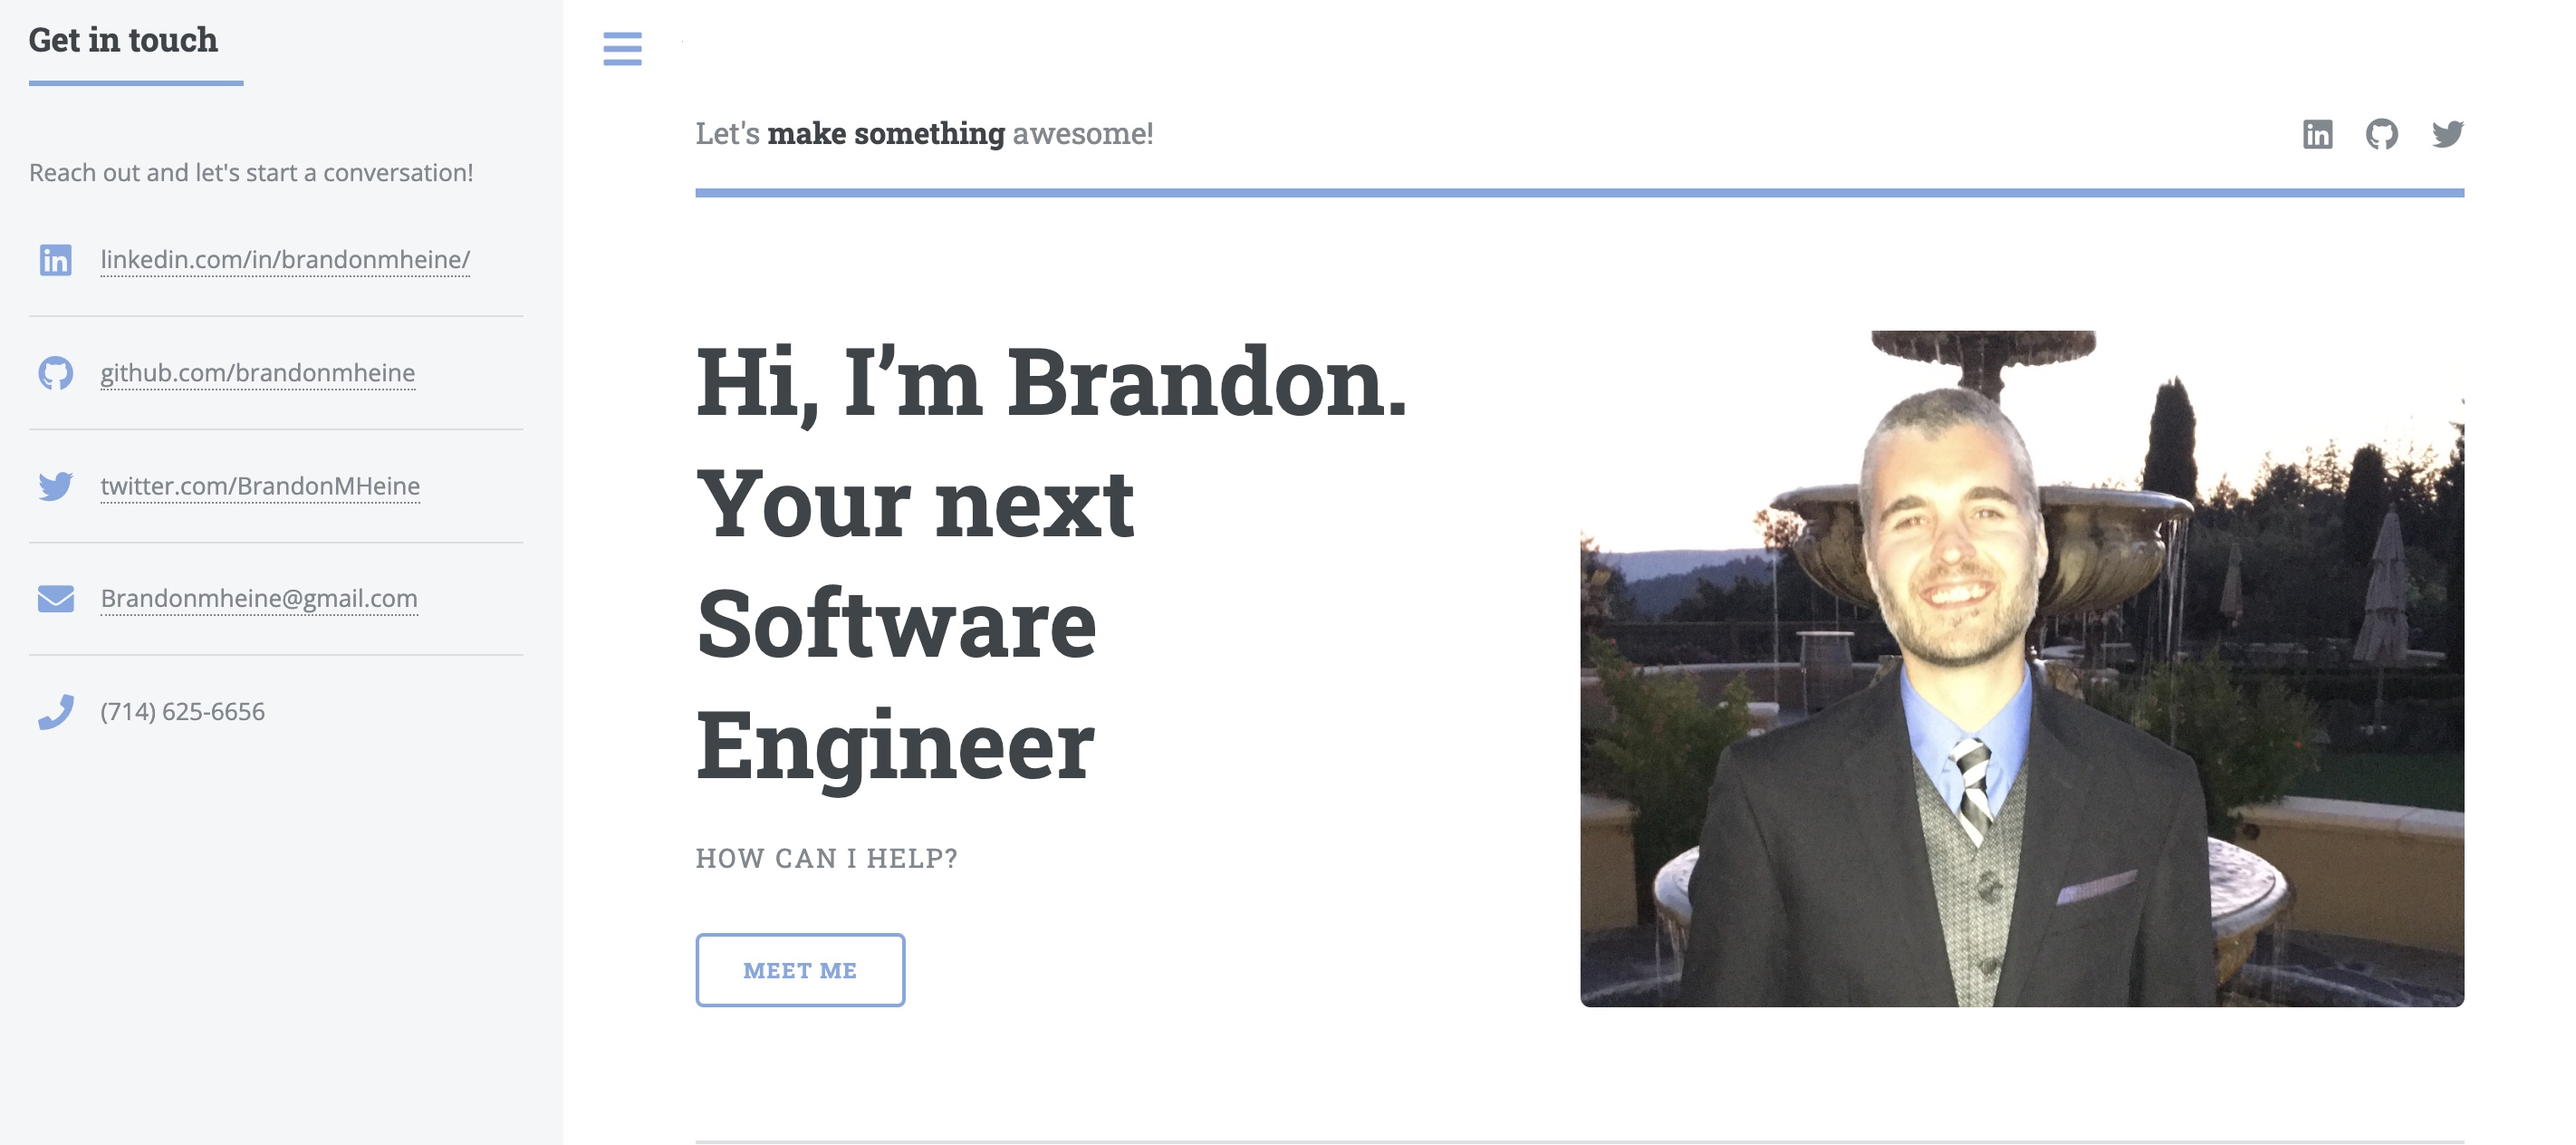 Get in touch
Reach out and let's start a conversation!
linkedin.com/in/brandonmheine/
github.com/brandonmheine
twitter.com/BrandonMHeine
Brandonmheine@gmail.com
(714) 625-6656
Let's make something awesome!
Hi, I’m Brandon.
Your next
Software
Engineer
HOW CAN I HELP?
MEET ME